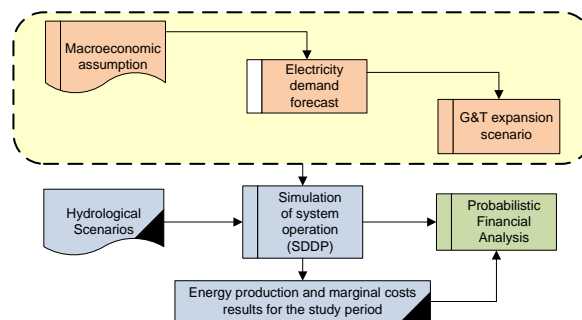 Macroeconomic
assumption
Electricity
demand
forecast
G&T expansion
scenario
Hydrological
Scenarios
Simulation
of system
operation
(SDDP)
Probabilistic
Financial
Analysis
Energy production and marginal costs
results for the study period